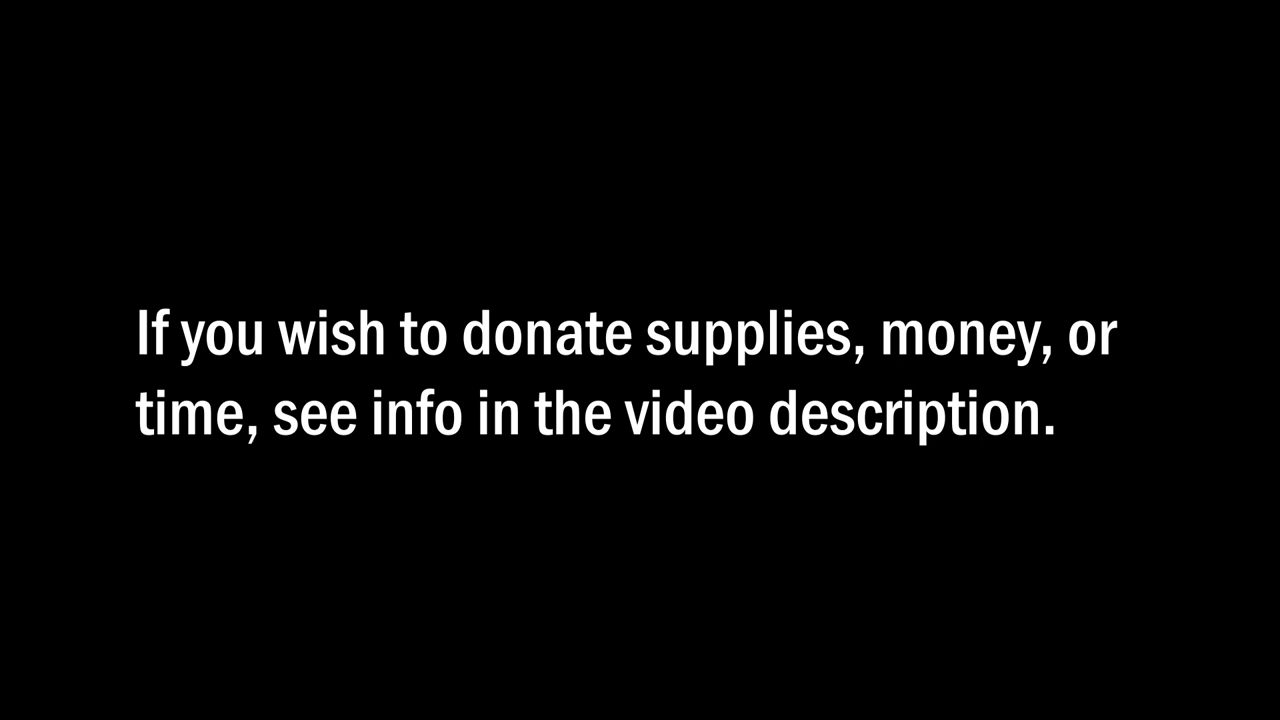 If you wish to donate supplies, money, or
time, see info in the video description.